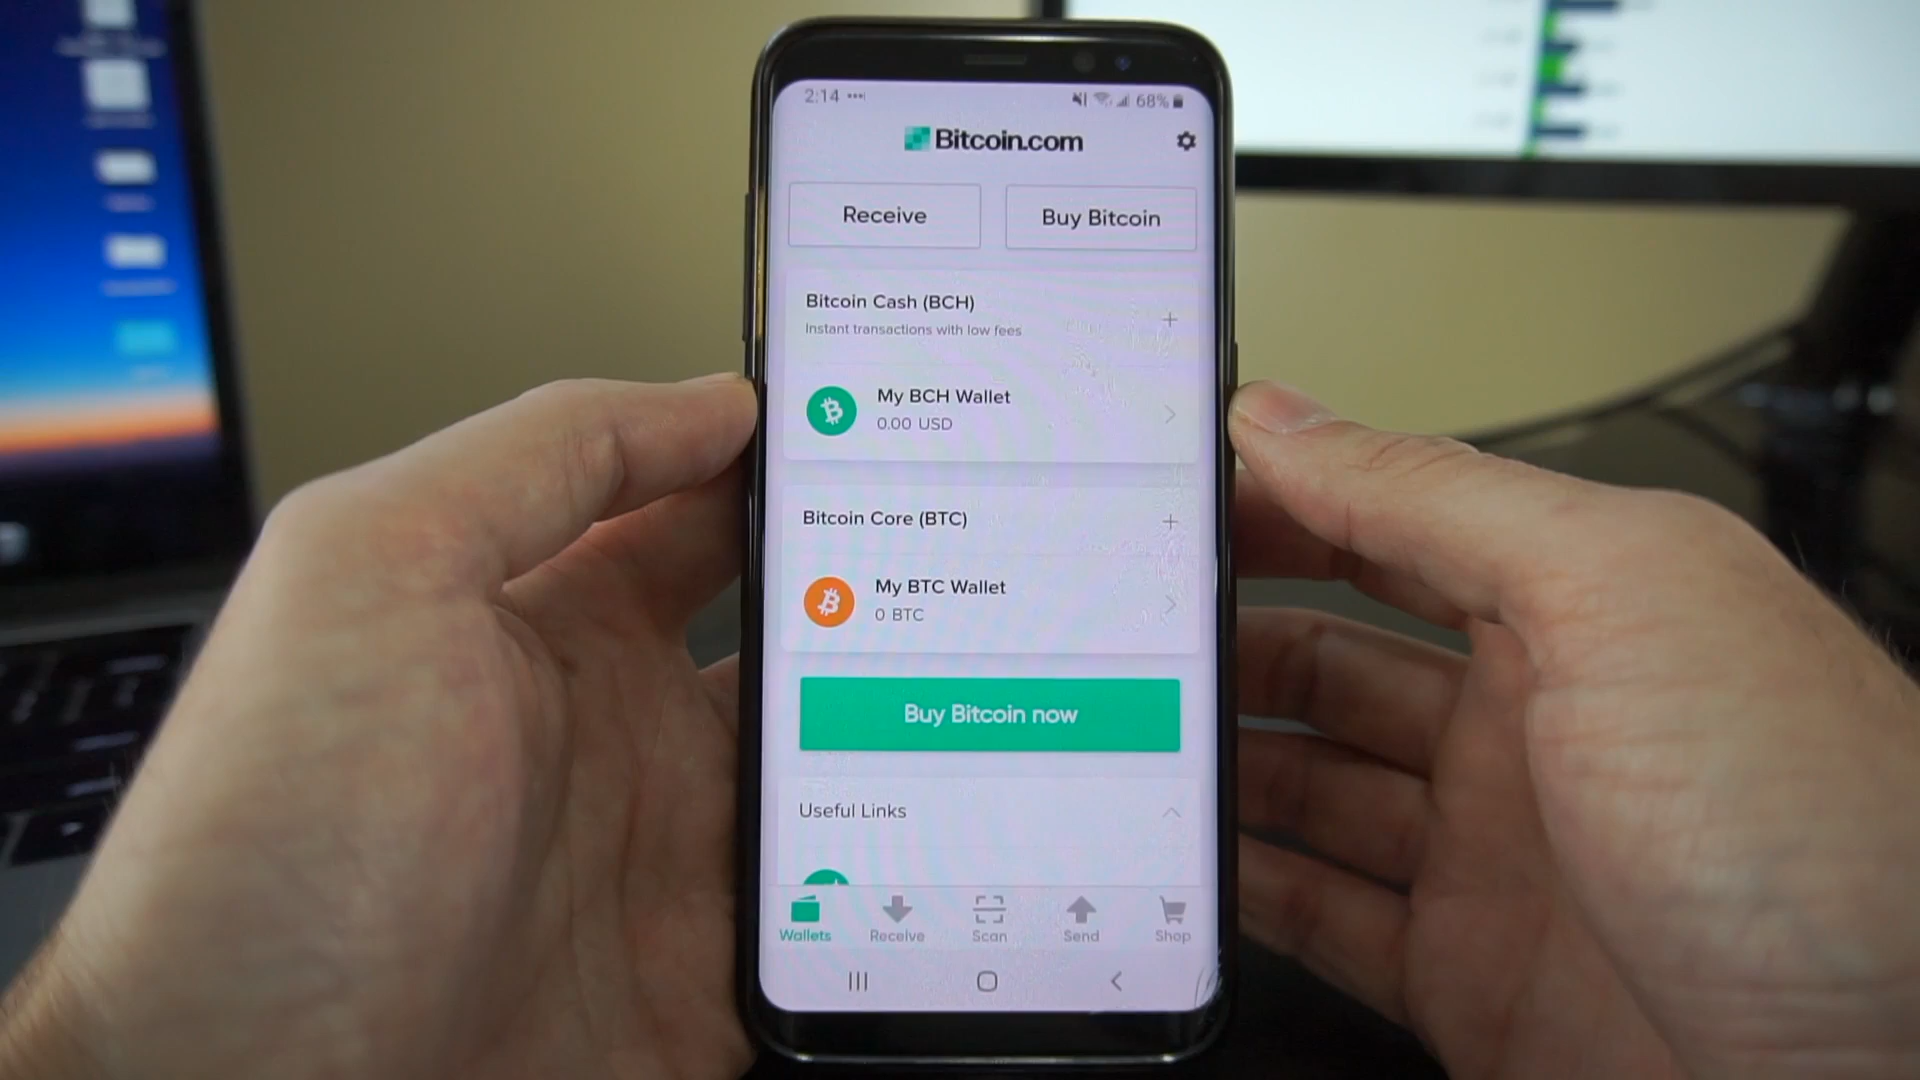 2:14
68%
Bitcoin.com
Receive
Buy Bitcoin
Bitcoin Cash (BCH)
Instant transactions with low fees
My BCH Wallet
0.00 USD
Bitcoin Core (BTC)
My BTC Wallet
0 BTC
Buy Bitcoin now
Useful Links
Wallets
Receive
Scan
Send
Shop